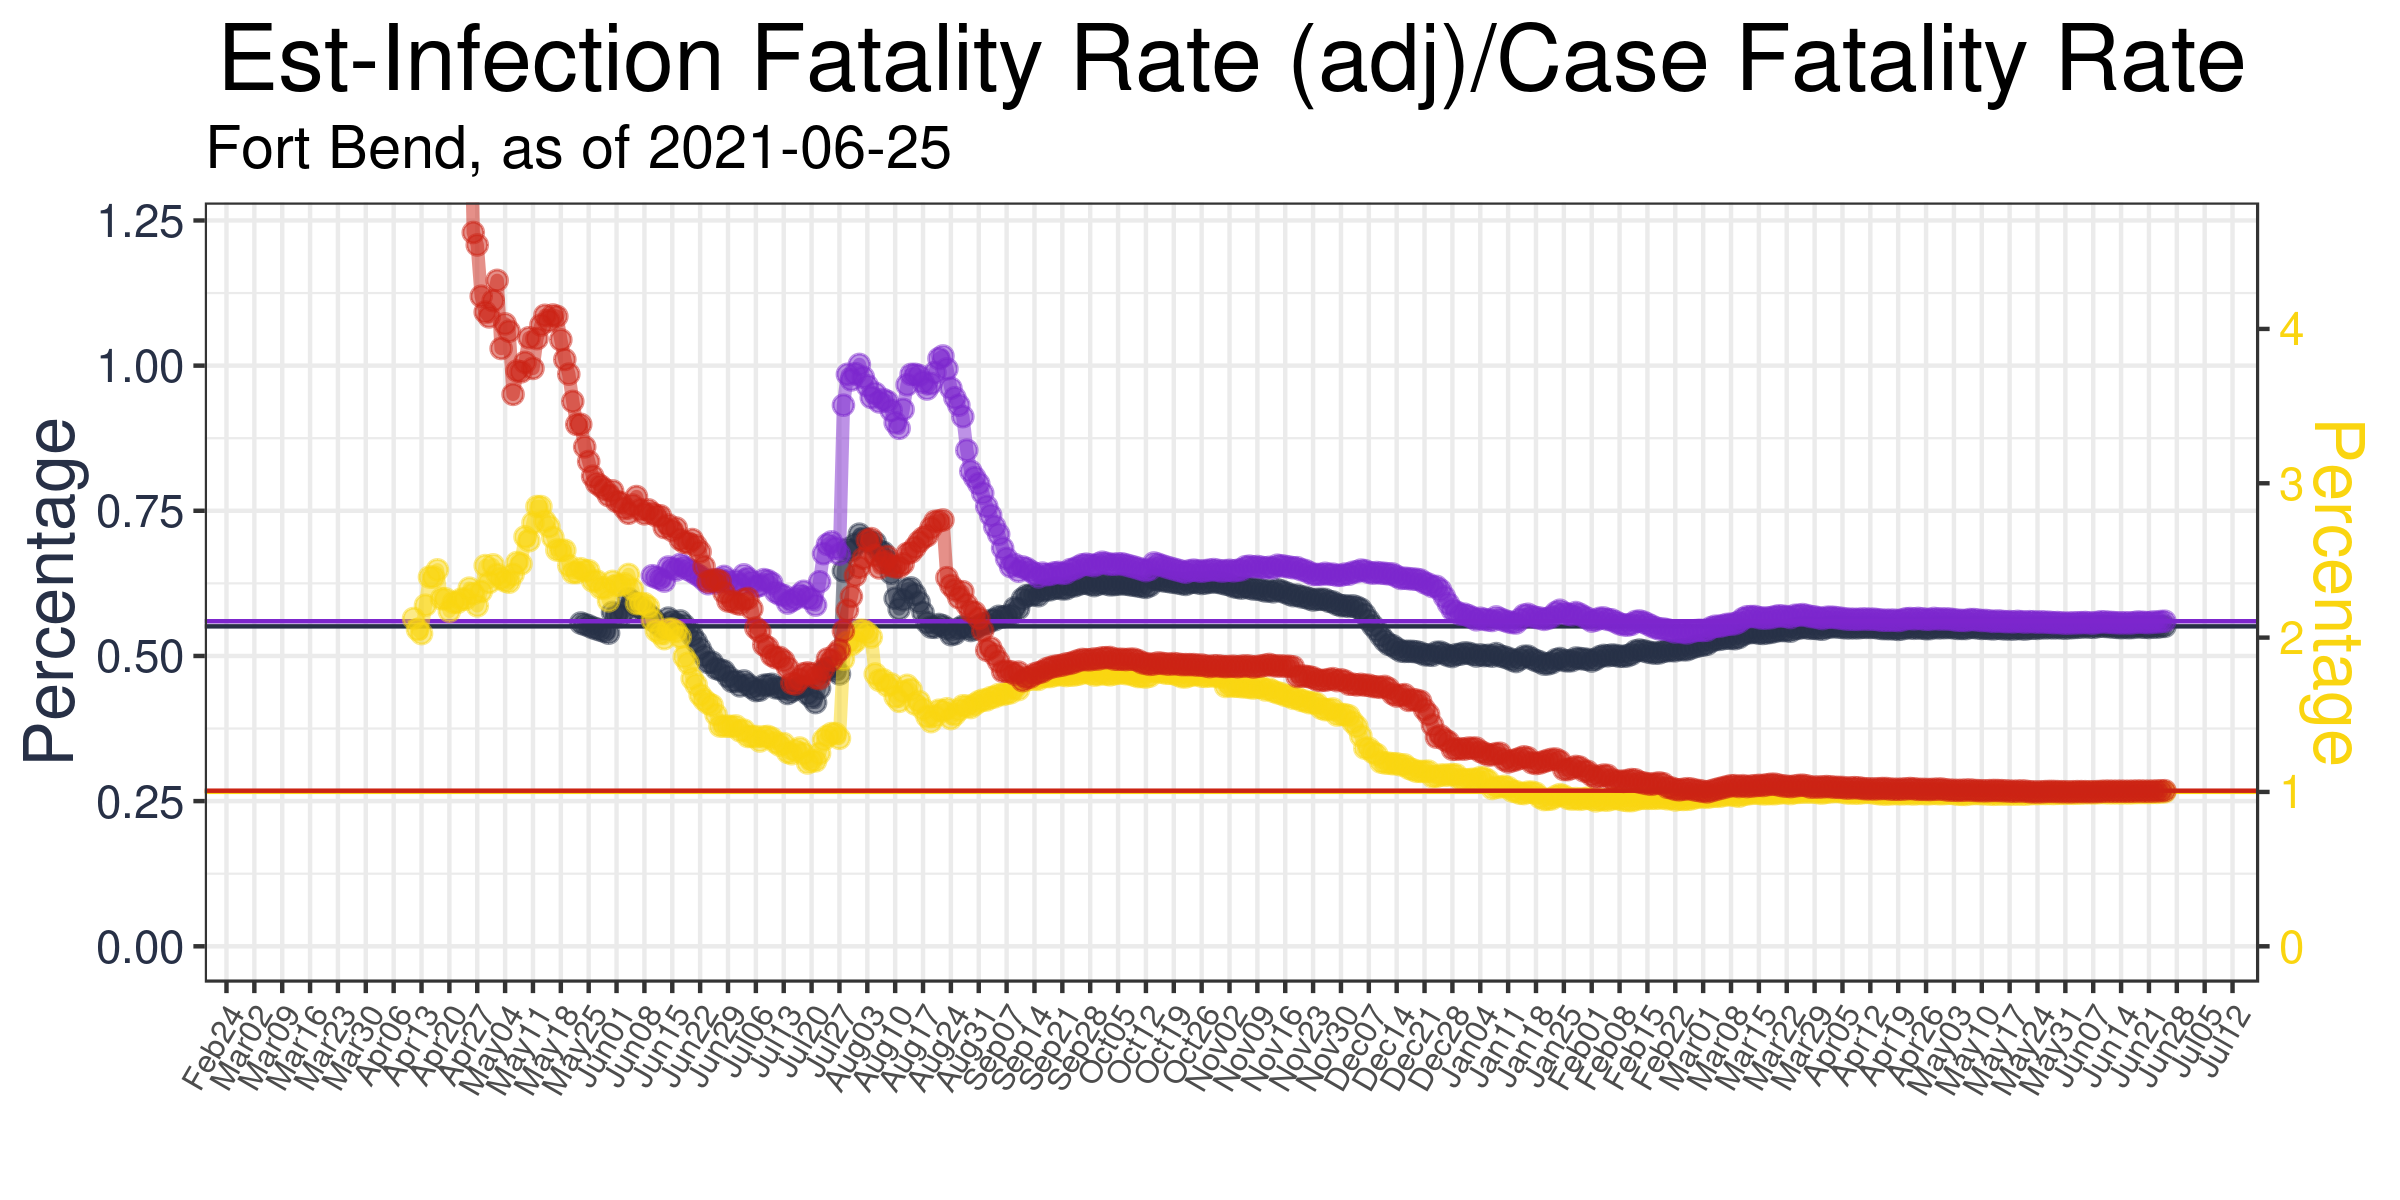 Est-Infection Fatality Rate (adj)/Case Fatality Rate
Fort Bend, as of 2021-06-25
Percentage
1.25
1.00
0.75
0.50
0.25
0.00
4
3
2
1
0
Percentage
Feb24
Mar02
Mar09
Mar16
Mar23
Mar30
Apr06
Apr13
Apr20
Apr27
May04
May11
May18
May25
Jun01
Jun08
Jun15
Jun22
Jun29
Jul06
Jul13
Jul20
Jul27
Aug03
Aug10
Aug17
Aug24
Aug31
Sep07
Sep14
Sep21
Sep28
Oct05
Oct12
Oct19
Oct26
Nov02
Nov09
Nov16
Nov23
Nov30
Dec07
Dec14
Dec21
Dec28
Jan04
Jan11
Jan18
Jan25
Feb01
Feb08
Feb15
Feb22
Mar01
Mar08
Mar15
Mar22
Mar29
Apr05
Apr12
Apr19
Apr26
May03
May10
May17
May24
May31
Jun07
Jun14
Jun21
Jun28
Jul05
Jul12